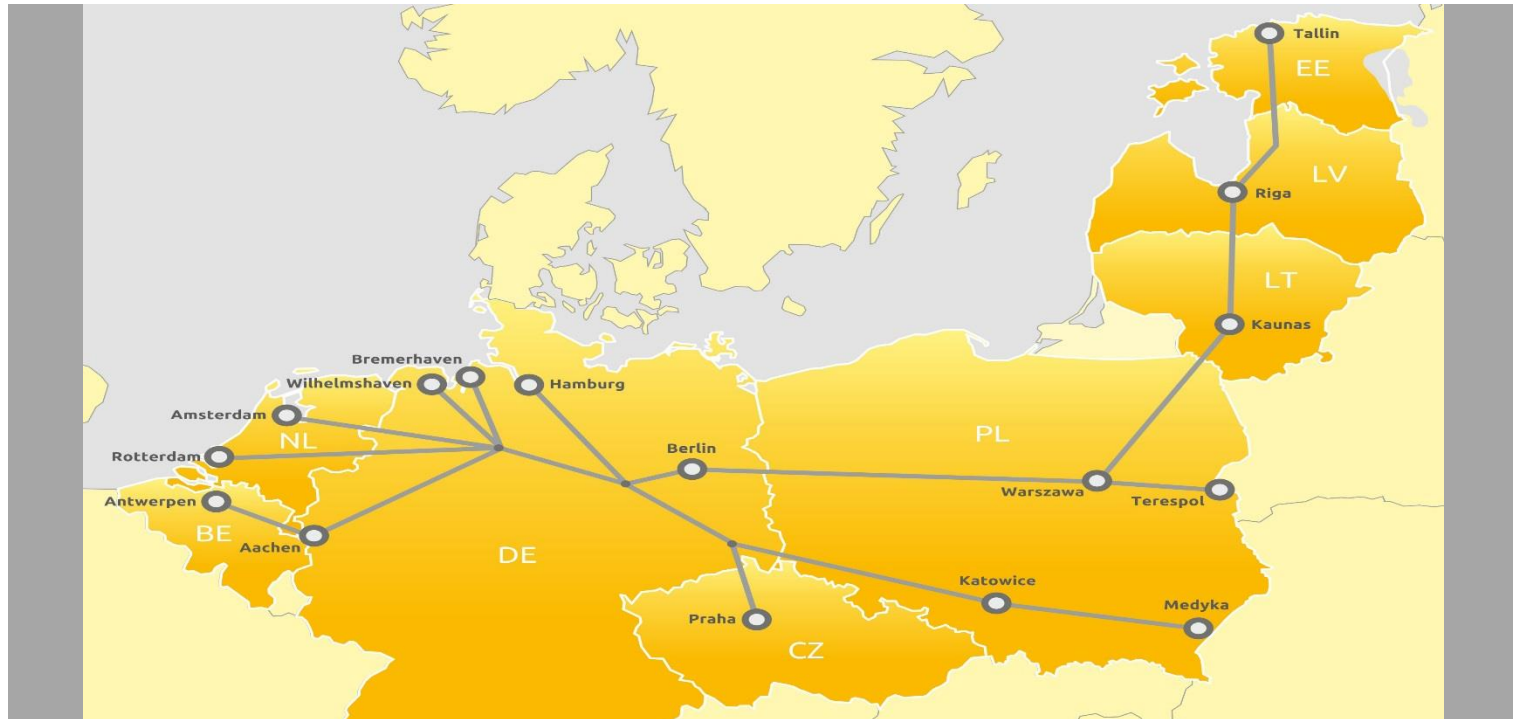 Tallin
EE
LV
Riga
LT
Kaunas
Bremerhaven
Wilhelmshaven
Hamburg
Amsterdam
NL
PL
Rotterdam
Berlin
Antwerpen
Warszawa
Terespol
BE
Aachen
DE
Katowice
Medyka
Praha
CZ